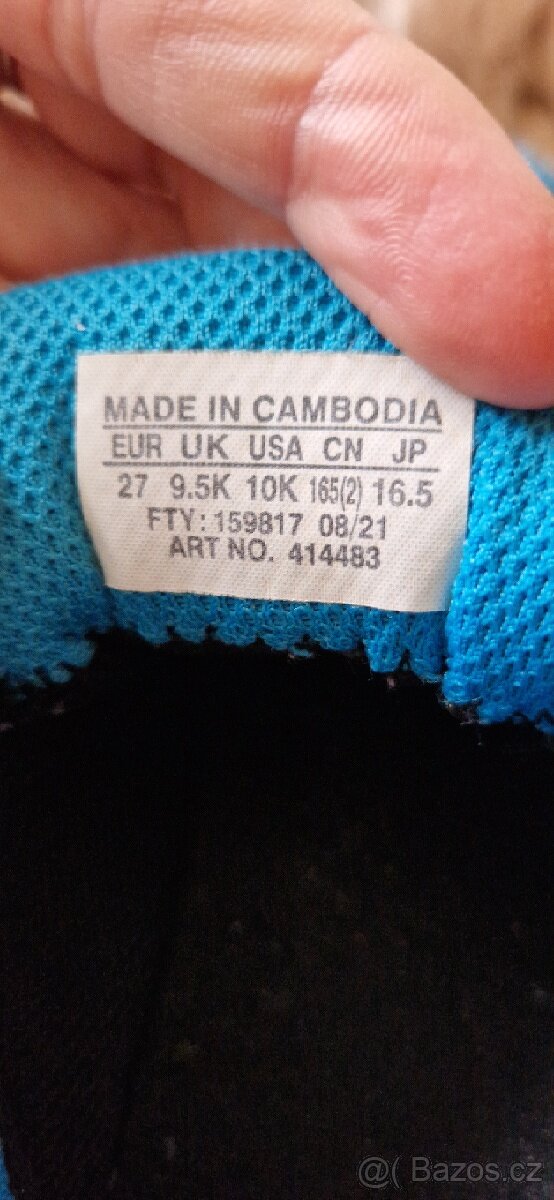 MADE IN CAMBODIA
EUR UK USA CN JP
27 9.5K 10K 165(2) 16.5
FTY: 159817 08/21
ART NO. 414483
@( Bazos.cz